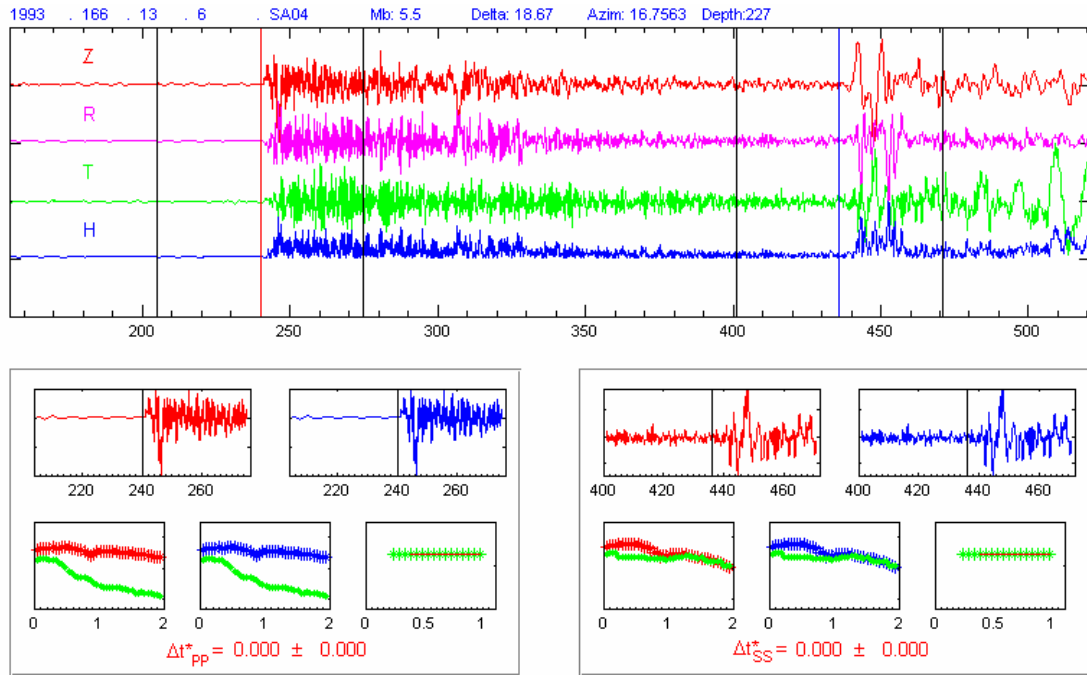 1993 . 166 . 13 . 6 . SA04 Mb: 5.5 Delta: 18.67 Azim: 16.7563 Depth:227
Z
R
T
H
200 250 300 350 400 450 500
220 240 260 220 240 260 400 420 440 460 400 420 440 460
0 1 2 0 1 2 0 0.5 1 0 1 2 0 1 2 0 0.5 1
Δt*PP= 0.000 ± 0.000 Δt*SS= 0.000 ± 0.000